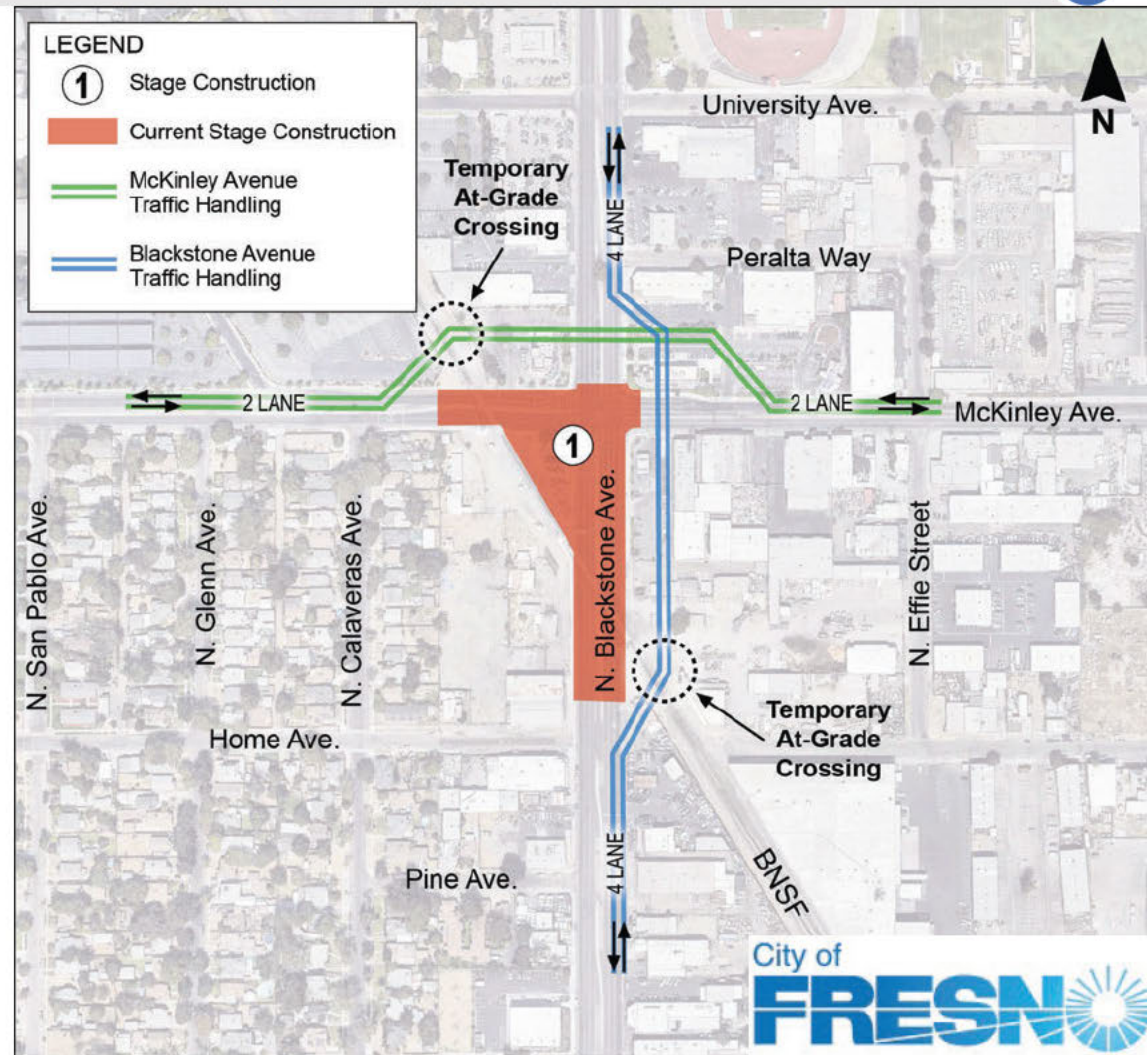 LEGEND
1 Stage Construction
Current Stage Construction
McKinley Avenue
Traffic Handling
Blackstone Avenue
Traffic Handling
University Ave.
N
Temporary
At-Grade
Crossing
4 LANE
Peralta Way
2 LANE
2 LANE
McKinley Ave.
1
N. San Pablo Ave.
N. Glenn Ave.
N. Calaveras Ave.
N. Blackstone Ave.
N. Effie Street
Home Ave.
Temporary
At-Grade
Crossing
4 LANE
Pine Ave.
BNSF
City of
FRESNO